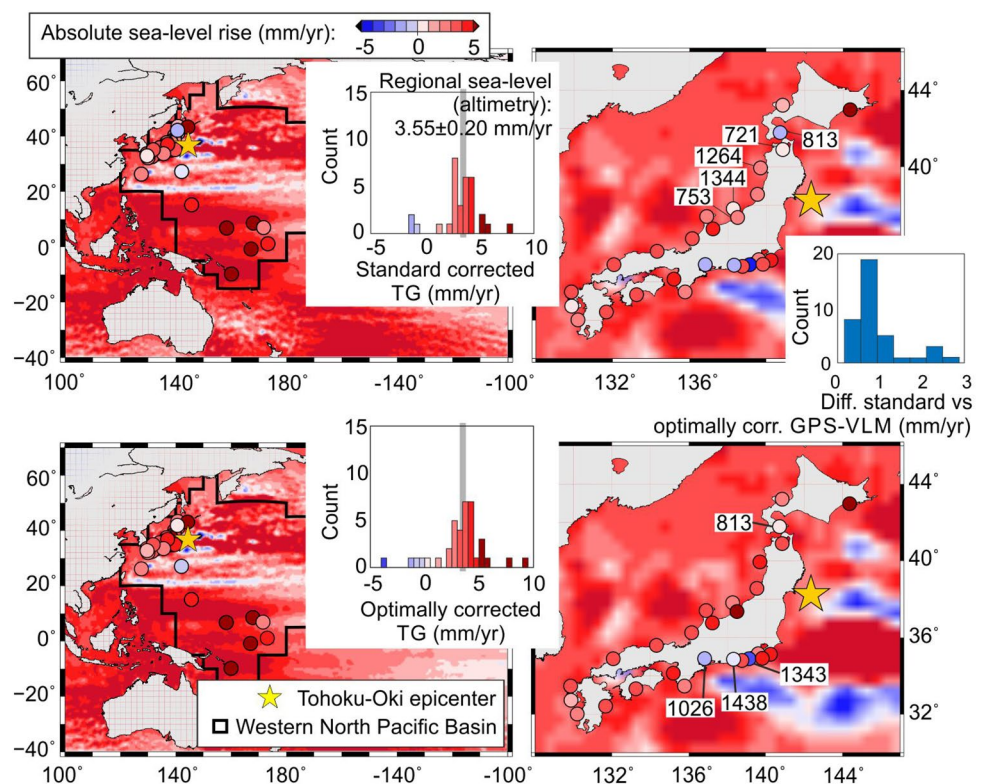 Absolute sea-level rise (mm/yr):
-5 0 5
60˚
40˚
20˚
0˚
−20˚
−40˚
100˚ 140˚ 180˚ -140˚ -100˚
Regional sea-level
(altimetry):
3.55±0.20 mm/yr
15
10
5
0
Count
-5 0 5 10
Standard corrected
TG (mm/yr)
721
813
1264
1344
753
44˚
40˚
132˚ 136˚ 140˚
20
10
0
Count
0 1 2 3
Diff. standard vs
optimally corr. GPS-VLM (mm/yr)
60˚
40˚
20˚
0˚
−20˚
−40˚
100˚ 140˚ 180˚ -140˚ -100˚
15
10
5
0
Count
-5 0 5 10
Optimally corrected
TG (mm/yr)
Tohoku-Oki epicenter
Western North Pacific Basin
813
1026
1438
1343
44˚
40˚
36˚
32˚
132˚ 136˚ 140˚ 144˚